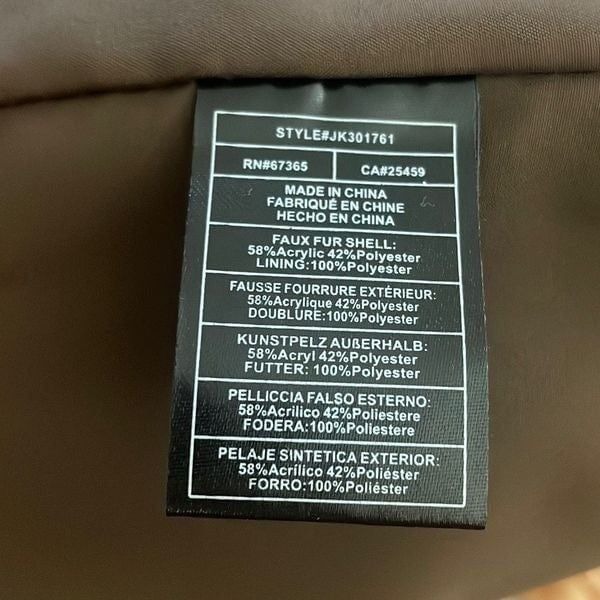 STYLE#JK301761
RN#67365 CA#25459
MADE IN CHINA
FABRIQUÉ EN CHINE
HECHO EN CHINA
FAUX FUR SHELL:
58%Acrylic 42%Polyester
LINING:100%Polyester
FAUSSE FOURRURE EXTÉRIEUR:
58%Acrylique 42%Polyester
DOUBLURE:100%Polyester
KUNSTPELZ AUßERHALB:
58%Acryl 42%Polyester
FUTTER: 100%Polyester
PELLICCIA FALSO ESTERNO:
58%Acrilico 42%Poliestere
FODERA:100%Poliestere
PELAJE SINTETICA EXTERIOR:
58%Acrílico 42%Poliéster
FORRO:100%Poliéster